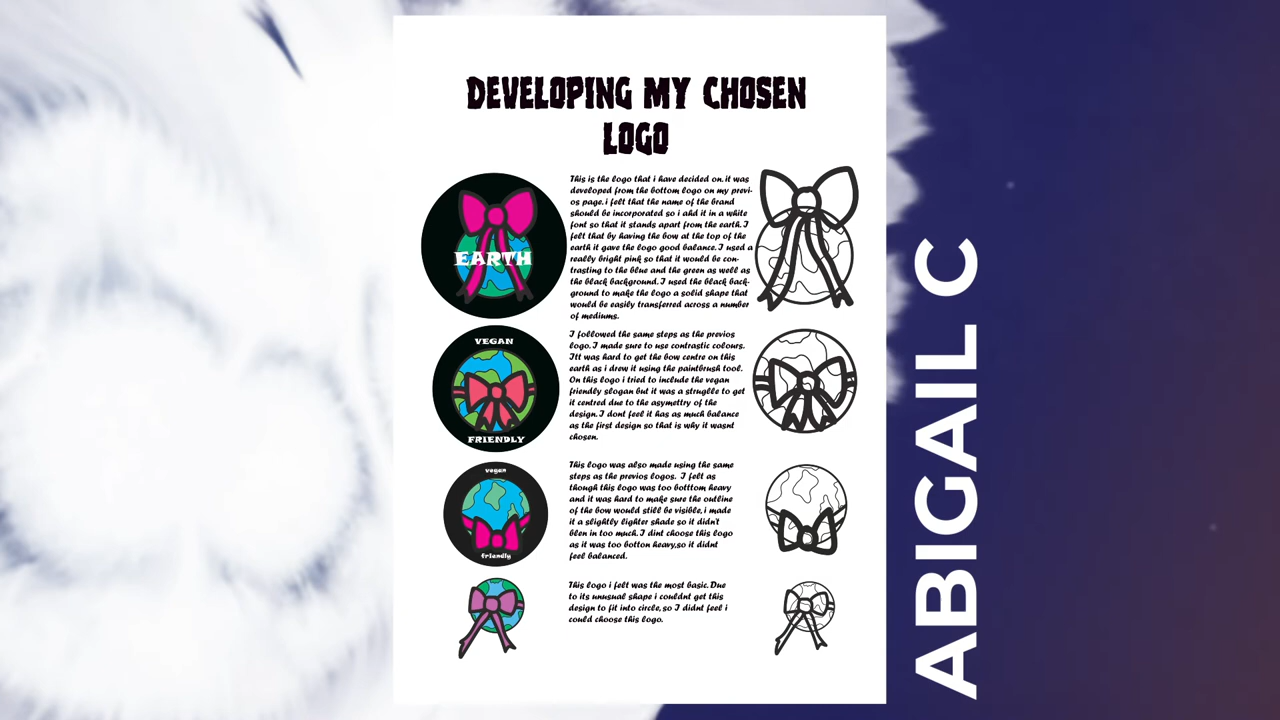 DEVELOPING MY CHOSEN
LOGO
EARTH
This is the logo that i have decided on. it was
developed from the bottom logo on my previ-
os page. i felt that the name of the brand
should be incorporated so i ahd it in a white
font so that it stands apart from the earth. I
felt that by having the bow at the top of the
earth it gave the logo good balance. I used a
really bright pink so that it would be con-
trasting to the blue and the green as well as
the black background. I used the black back-
ground to make the logo a solid shape that
would be easily transferred across a number
of mediums.
VEGAN
FRIENDLY
I followed the same steps as the previos
logo. I made sure to use contrastic colours.
Itt was hard to get the bow centre on this
earth as i drew it using the paintbrush tool.
On this logo i tried to include the vegan
friendly slogan but it was a struglle to get
it centred due to the asymettry of the
design. I dont feel it has as much balance
as the first design so that is why it wasnt
chosen.
vegan
friendly
This logo was also made using the same
steps as the previos logos. I felt as
though this logo was too botttom heavy
and it was hard to make sure the outline
of the bow would still be visible, i made
it a slightly lighter shade so it didn't
blen in too much. I dint choose this logo
as it was too botton heavy,so it didnt
feel balanced.
This logo i felt was the most basic. Due
to its unusual shape i couldnt get this
design to fit into circle, so I didnt feel i
could choose this logo.
ABIGAIL C